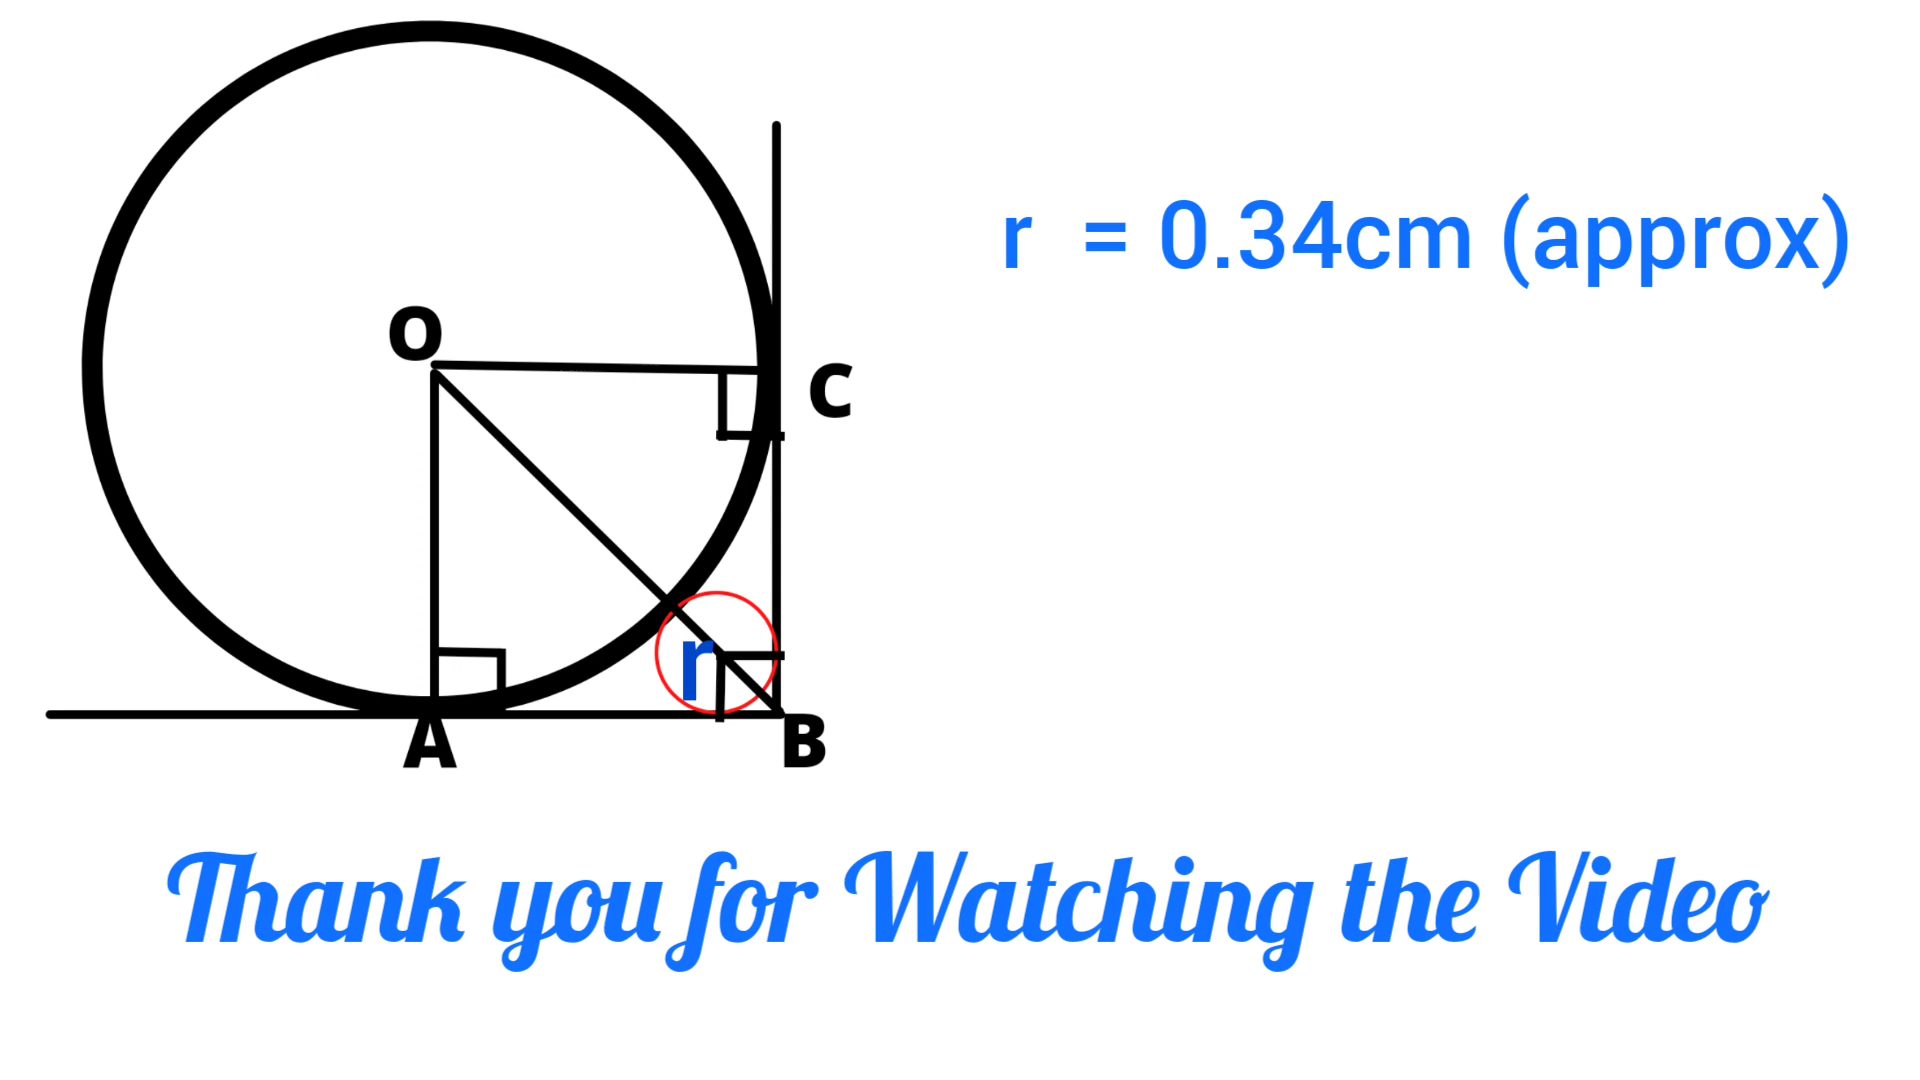 O
r = 0.34cm (approx)
C
r
A
B
Thank you for Watching the Video